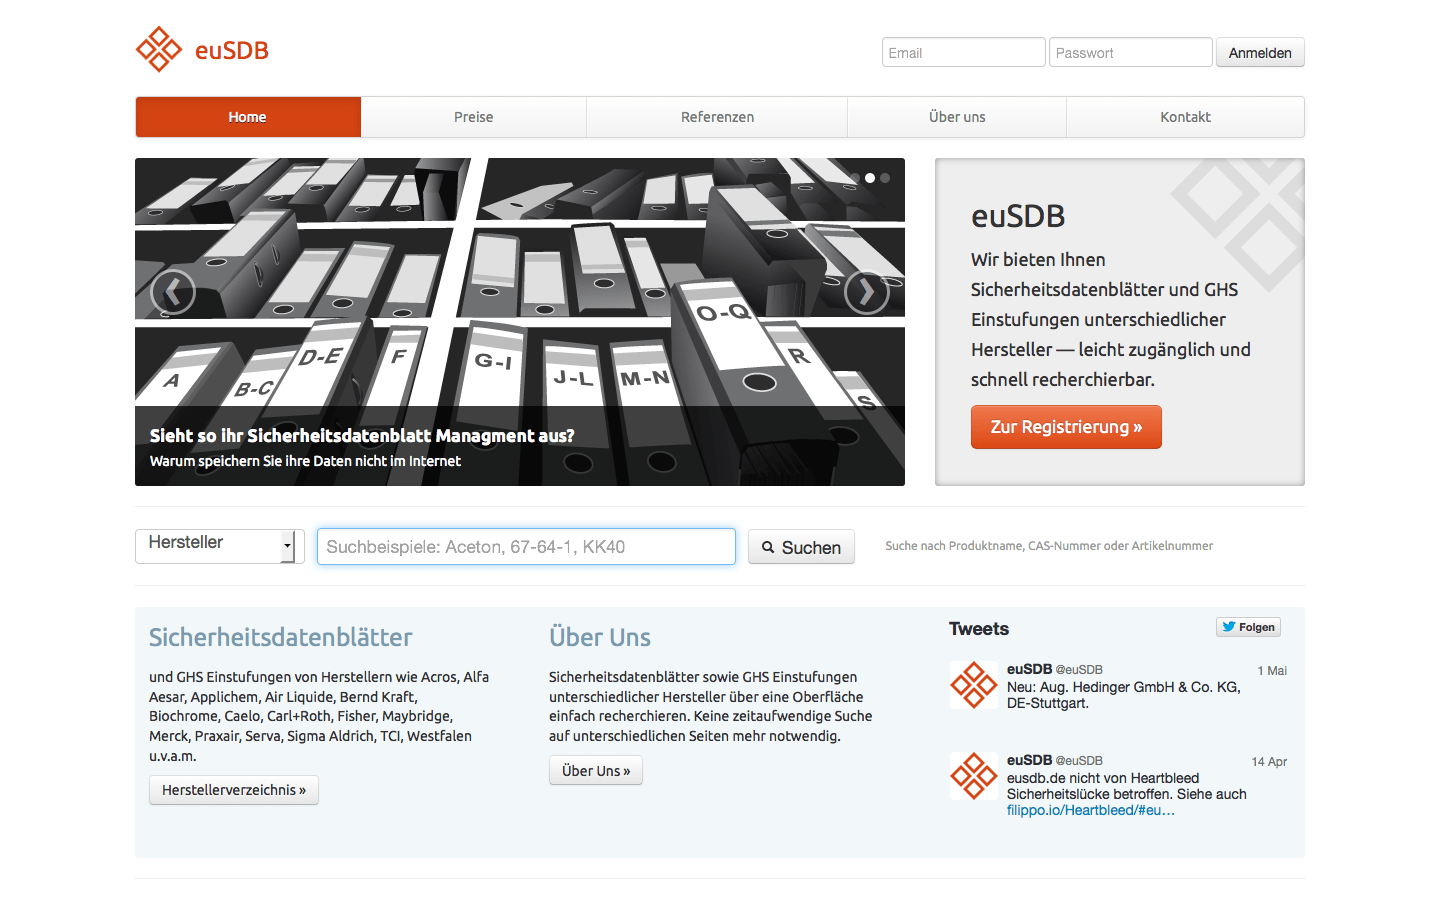 euSDB
Email
Passwort
Anmelden
Home
Preise
Referenzen
Über uns
Kontakt
A
B-C
D-E
F
G-I
J-L
M-N
O-Q
R
S
Sieht so ihr Sicherheitsdatenblatt Managment aus?
Warum speichern Sie ihre Daten nicht im Internet
euSDB
Wir bieten Ihnen
Sicherheitsdatenblätter und GHS
Einstufungen unterschiedlicher
Hersteller — leicht zugänglich und
schnell recherchierbar.
Zur Registrierung »
Hersteller
Suchbeispiele: Aceton, 67-64-1, KK40
Suchen
Suche nach Produktname, CAS-Nummer oder Artikelnummer
Sicherheitsdatenblätter
und GHS Einstufungen von Herstellern wie Acros, Alfa
Aesar, Applichem, Air Liquide, Bernd Kraft,
Biochrome, Caelo, Carl+Roth, Fisher, Maybridge,
Merck, Praxair, Serva, Sigma Aldrich, TCI, Westfalen
u.v.a.m.
Herstellerverzeichnis »
Über Uns
Sicherheitsdatenblätter sowie GHS Einstufungen
unterschiedlicher Hersteller über eine Oberfläche
einfach recherchieren. Keine zeitaufwendige Suche
auf unterschiedlichen Seiten mehr notwendig.
Über Uns »
Tweets
Folgen
euSDB @euSDB
1 Mai
Neu: Aug. Hedinger GmbH & Co. KG,
DE-Stuttgart.
euSDB @euSDB
14 Apr
eusdb.de nicht von Heartbleed
Sicherheitslücke betroffen. Siehe auch
filippo.io/Heartbleed/#eu…